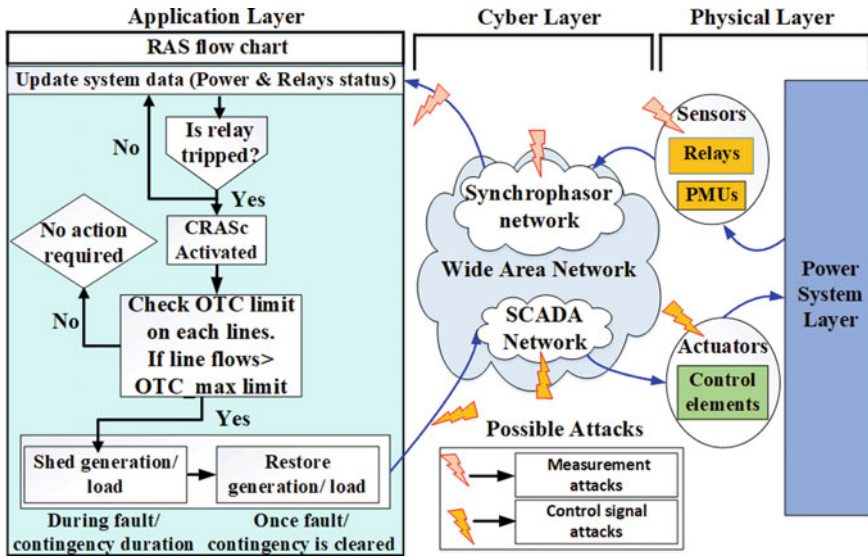 Application Layer
Cyber Layer
Physical Layer
RAS flow chart
Update system data (Power & Relays status)
Is relay
tripped?
No
Yes
CRASc
Activated
No action
required
No
Check OTC limit
on each lines.
If line flows>
OTC_max limit
Yes
Shed generation/
load
Restore
generation/ load
During fault/
contingency duration
Once fault/
contingency is cleared
Synchrophasor
network
Wide Area Network
SCADA
Network
Sensors
Relays
PMUs
Actuators
Control
elements
Power
System
Layer
Possible Attacks
Measurement
attacks
Control signal
attacks